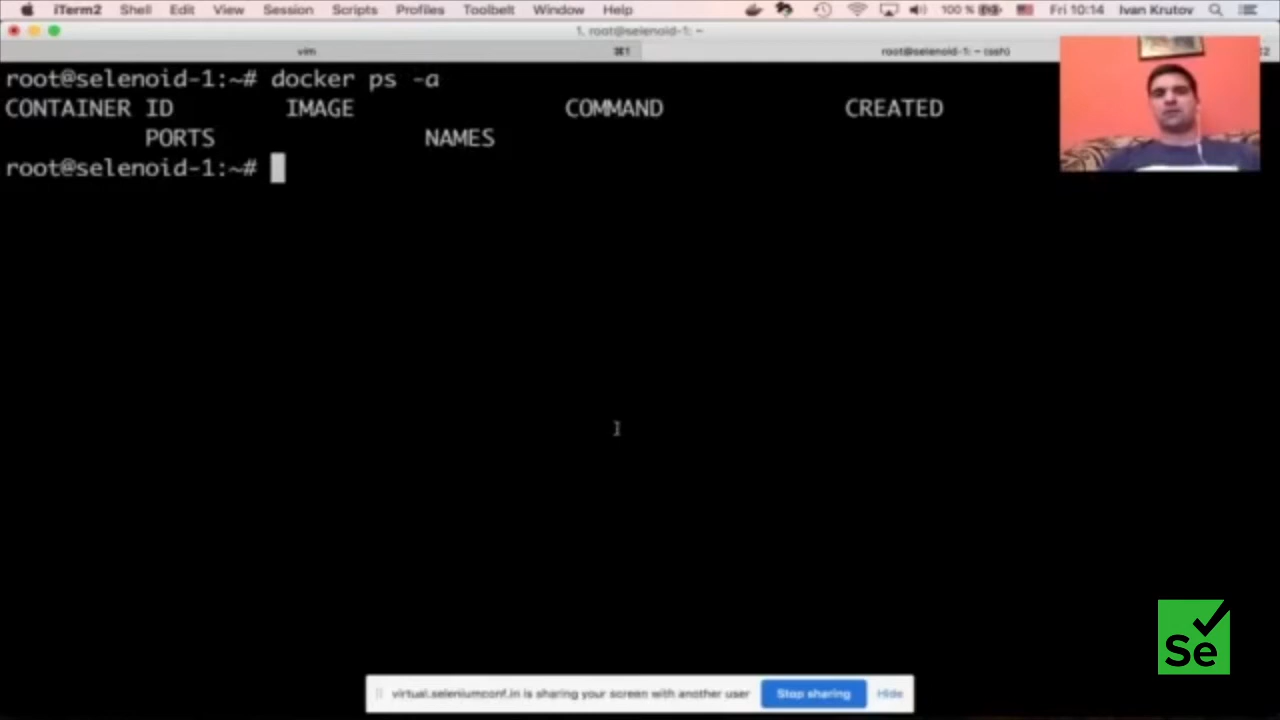 iTerm2 Shell Edit View Session Scripts Profiles Toolbelt Window Help 100 % Fri 10:14 Ivan Krutov
1. root@selenoid-1: ~
vim ⌘1 root@selenoid-1: ~ (ssh)
root@selenoid-1:~# docker ps -a
CONTAINER ID IMAGE COMMAND CREATED
PORTS NAMES
root@selenoid-1:~#
Se
virtual.seleniumconf.in is sharing your screen with another user Stop sharing Hide